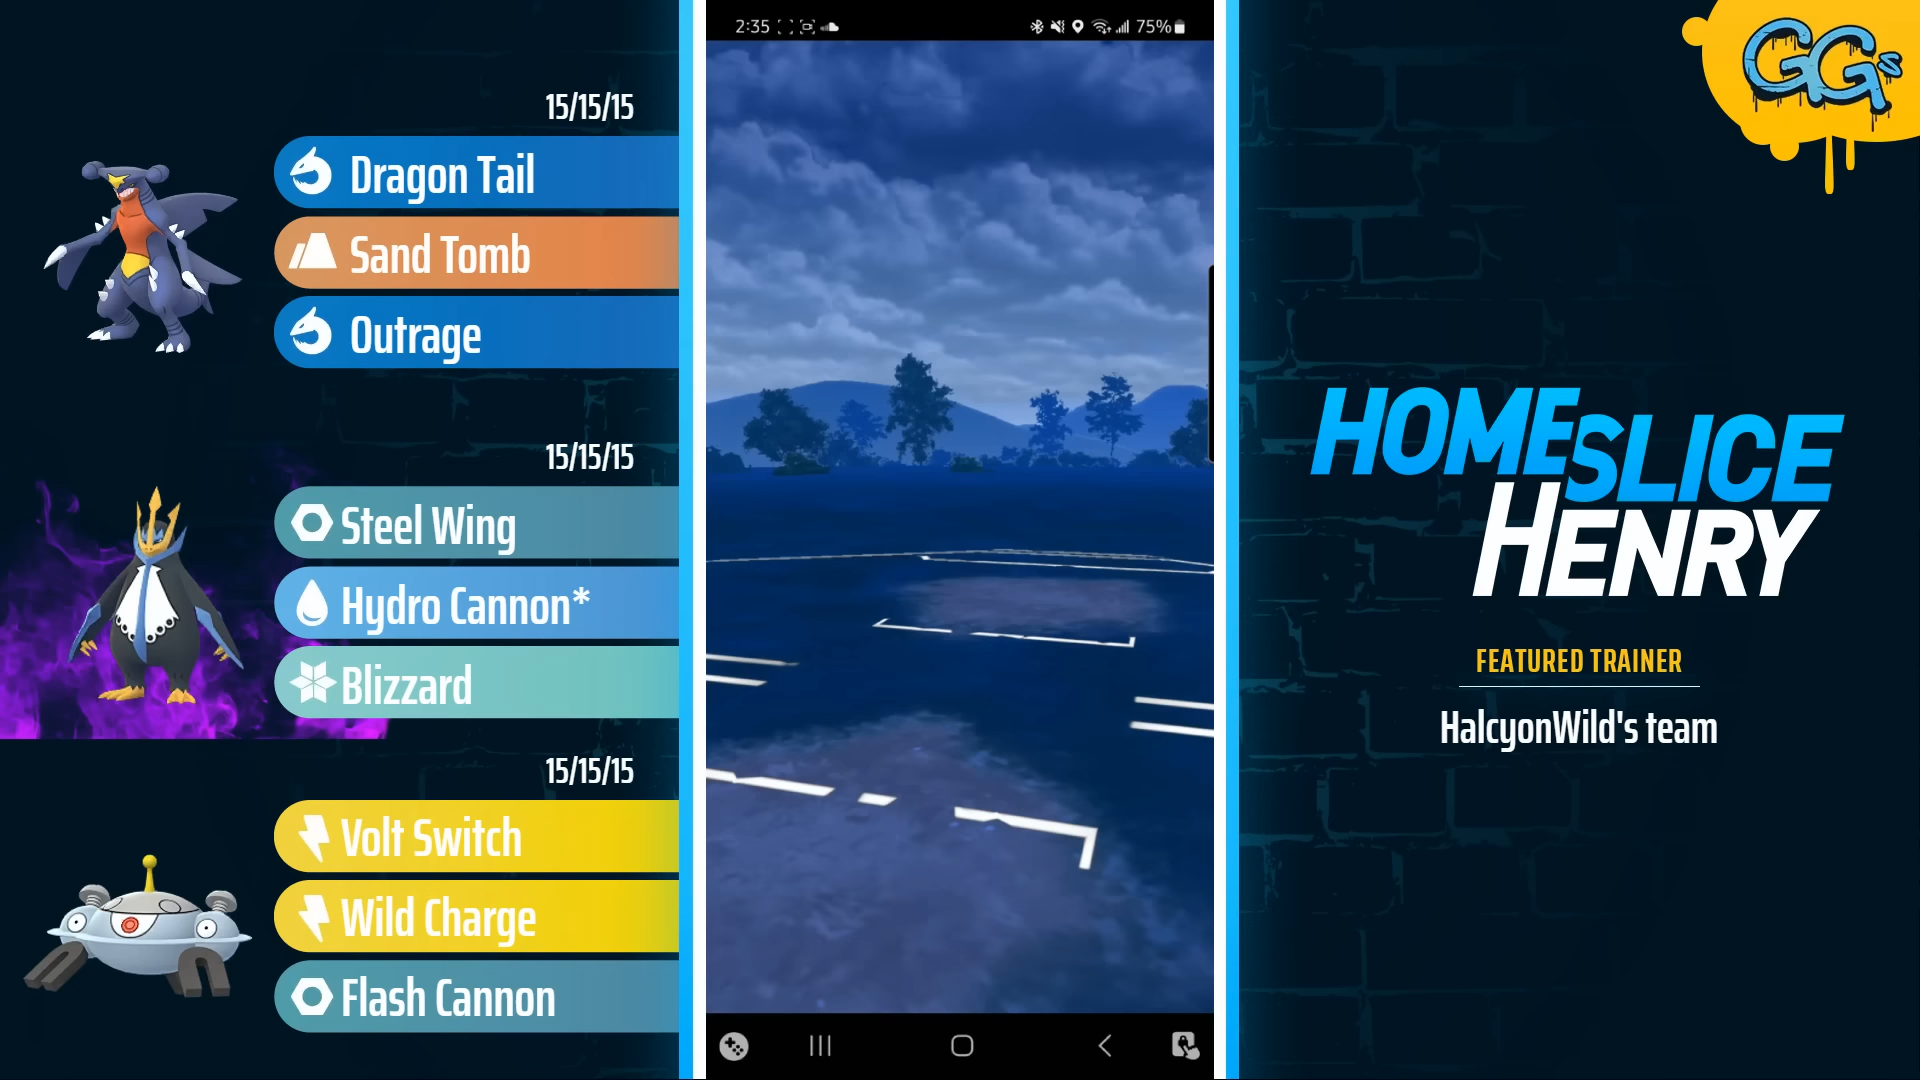 15/15/15
Dragon Tail
Sand Tomb
Outrage
15/15/15
Steel Wing
Hydro Cannon*
Blizzard
15/15/15
Volt Switch
Wild Charge
Flash Cannon
2:35
75%
GGs
HOMESLICE
HENRY
FEATURED TRAINER
HalcyonWild's team